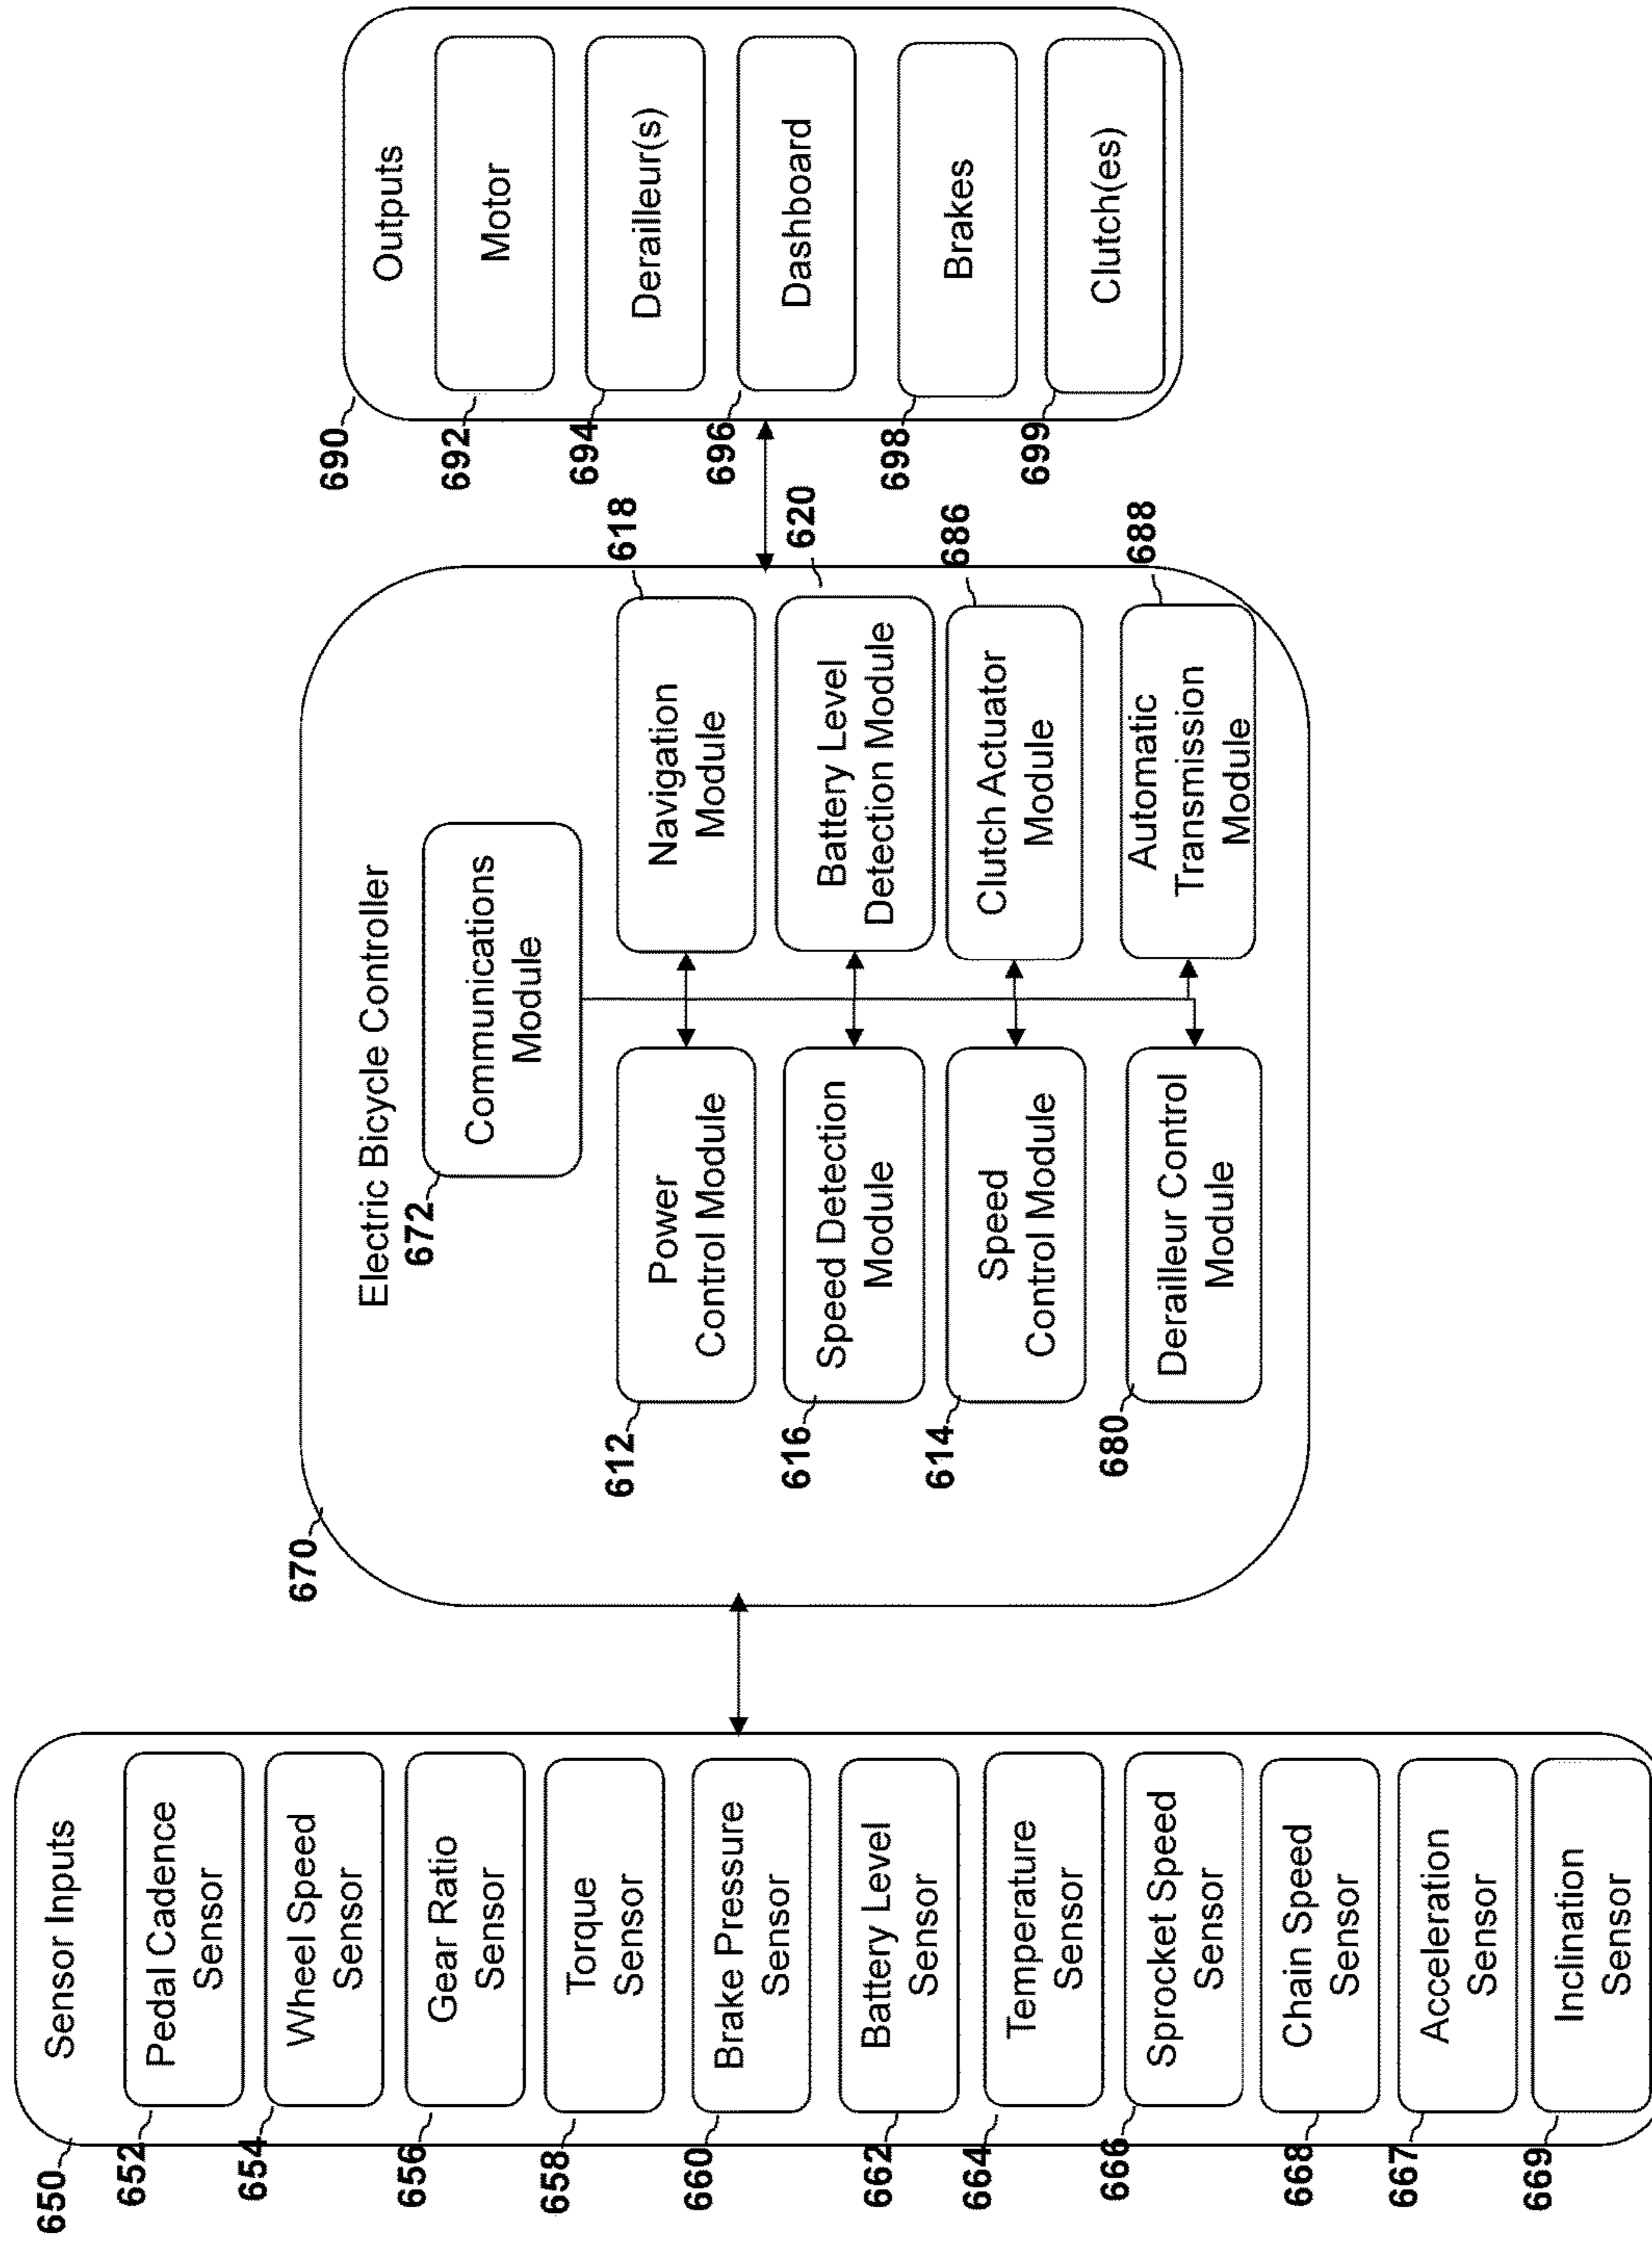 650
Sensor Inputs
652
Pedal Cadence
Sensor
654
Wheel Speed
Sensor
656
Gear Ratio
Sensor
658
Torque
Sensor
660
Brake Pressure
Sensor
662
Battery Level
Sensor
664
Temperature
Sensor
666
Sprocket Speed
Sensor
668
Chain Speed
Sensor
667
Acceleration
Sensor
669
Inclination
Sensor
670
Electric Bicycle Controller
672
Communications
Module
612
Power
Control Module
616
Speed Detection
Module
614
Speed
Control Module
680
Derailleur Control
Module
618
Navigation
Module
620
Battery Level
Detection Module
686
Clutch Actuator
Module
688
Automatic
Transmission
Module
690
Outputs
692
Motor
694
Derailleur(s)
696
Dashboard
698
Brakes
699
Clutch(es)